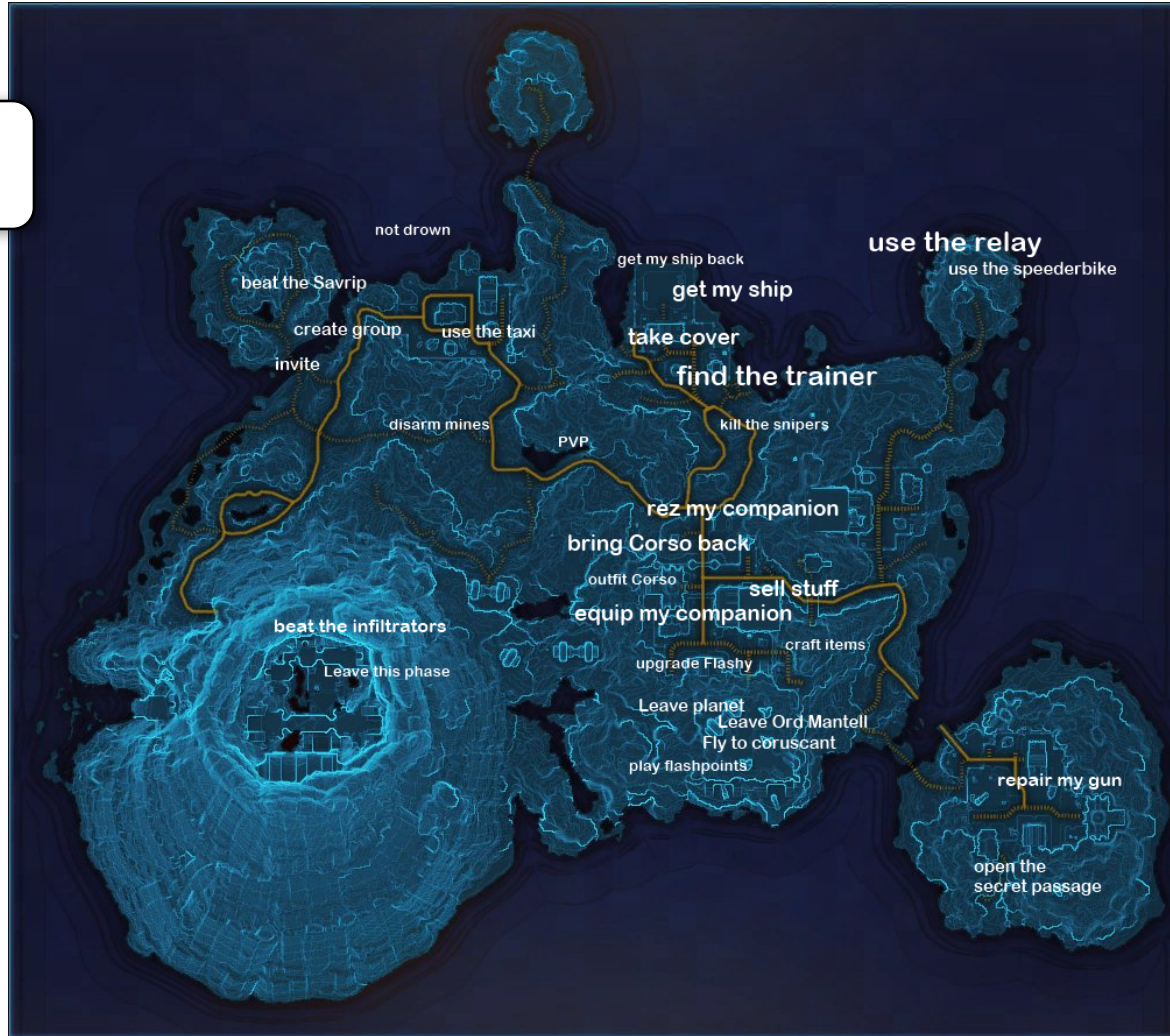 not drown
use the relay
get my ship back
use the speederbike
beat the Savrip
get my ship
create group
use the taxi
take cover
invite
find the trainer
disarm mines
kill the snipers
PVP
rez my companion
bring Corso back
outfit Corso
sell stuff
equip my companion
beat the infiltrators
craft items
Leave this phase
upgrade Flashy
Leave planet
Leave Ord Mantell
Fly to coruscant
play flashpoints
repair my gun
open the
secret passage